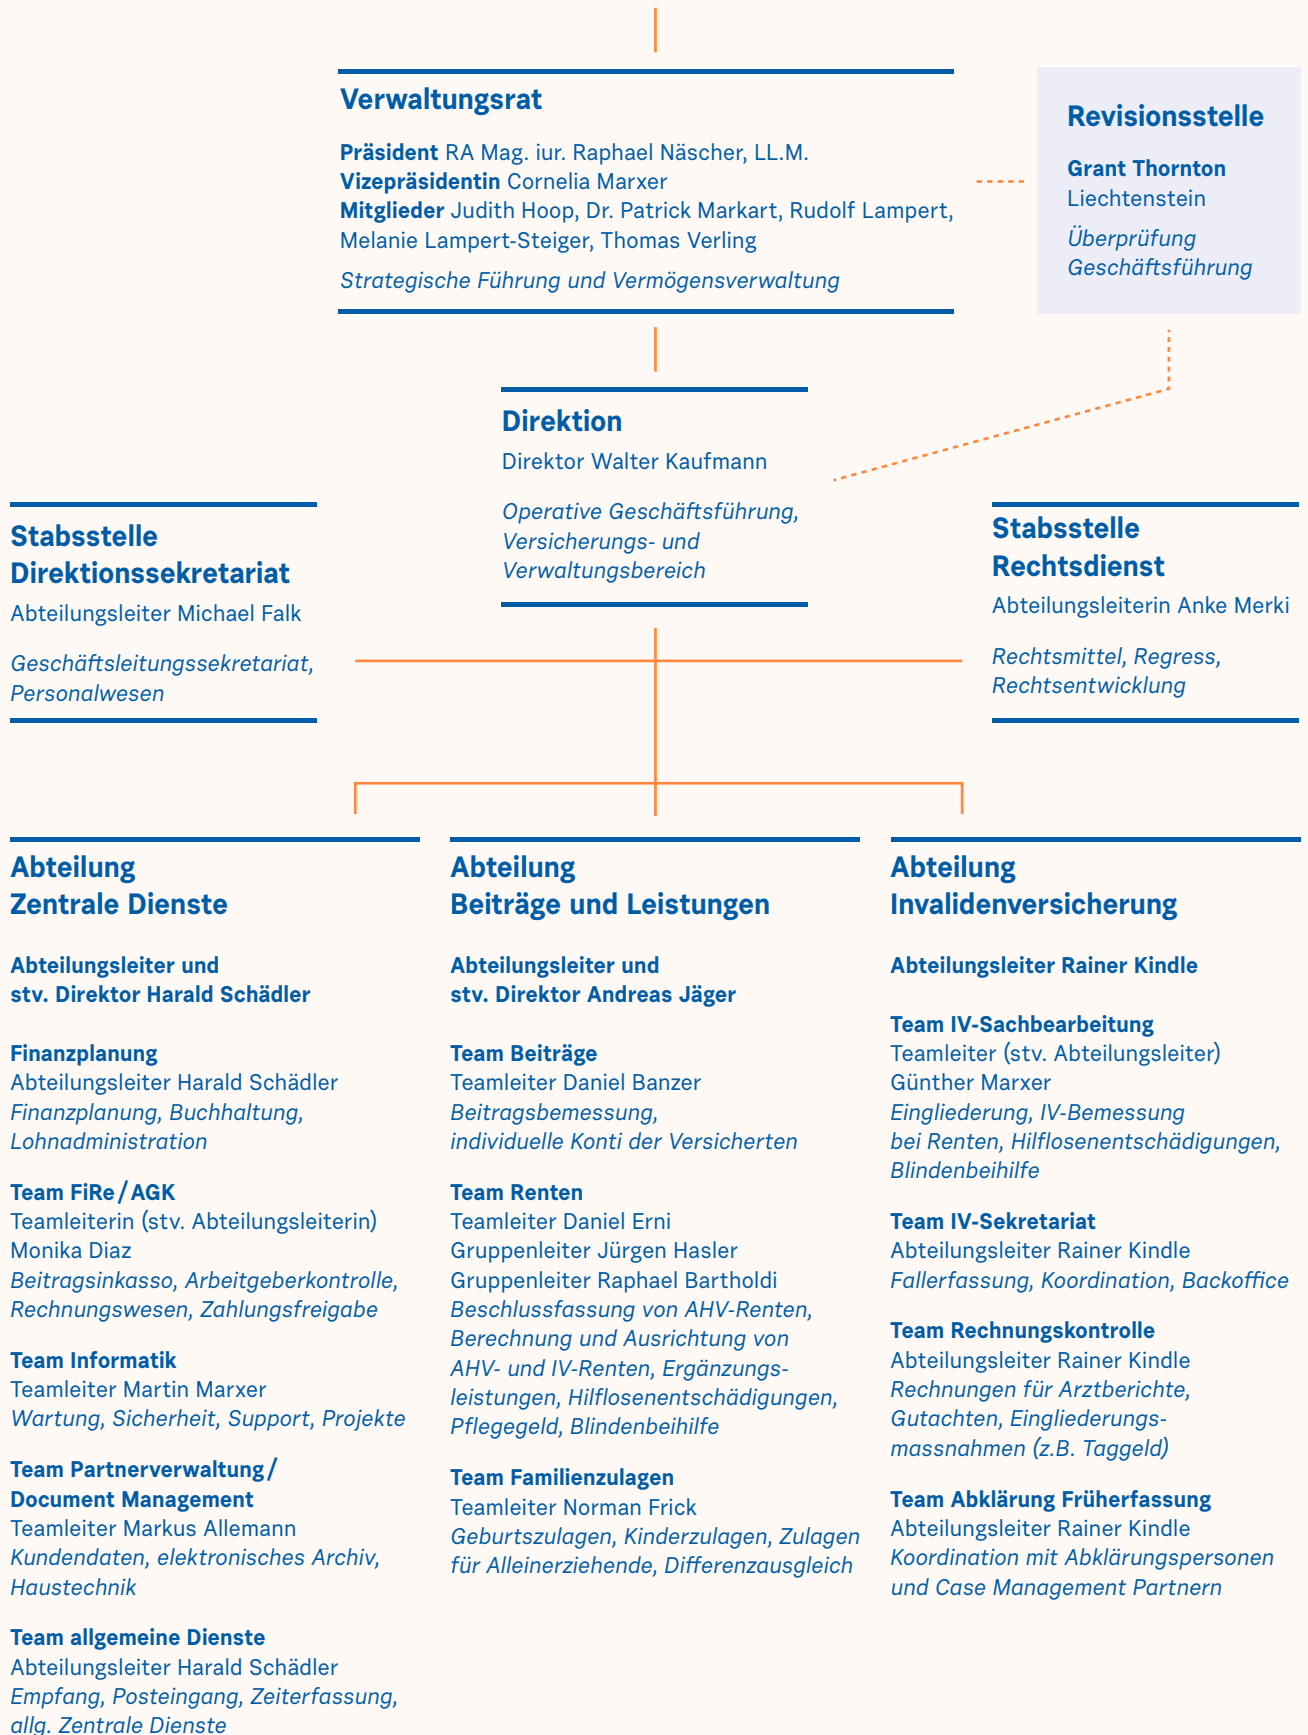 Verwaltungsrat
Präsident RA Mag. iur. Raphael Näscher, LL.M.
Vizepräsidentin Cornelia Marxer
Mitglieder Judith Hoop, Dr. Patrick Markart, Rudolf Lampert,
Melanie Lampert-Steiger, Thomas Verling
Strategische Führung und Vermögensverwaltung
Revisionsstelle
Grant Thornton
Liechtenstein
Überprüfung
Geschäftsführung
Direktion
Direktor Walter Kaufmann
Operative Geschäftsführung,
Versicherungs- und
Verwaltungsbereich
Stabsstelle
Direktionssekretariat
Abteilungsleiter Michael Falk
Geschäftsleitungssekretariat,
Personalwesen
Stabsstelle
Rechtsdienst
Abteilungsleiterin Anke Merki
Rechtsmittel, Regress,
Rechtsentwicklung
Abteilung
Zentrale Dienste
Abteilungsleiter und
stv. Direktor Harald Schädler
Finanzplanung
Abteilungsleiter Harald Schädler
Finanzplanung, Buchhaltung,
Lohnadministration
Team FiRe / AGK
Teamleiterin (stv. Abteilungsleiterin)
Monika Diaz
Beitragsinkasso, Arbeitgeberkontrolle,
Rechnungswesen, Zahlungsfreigabe
Team Informatik
Teamleiter Martin Marxer
Wartung, Sicherheit, Support, Projekte
Team Partnerverwaltung /
Document Management
Teamleiter Markus Allemann
Kundendaten, elektronisches Archiv,
Haustechnik
Team allgemeine Dienste
Abteilungsleiter Harald Schädler
Empfang, Posteingang, Zeiterfassung,
allg. Zentrale Dienste
Abteilung
Beiträge und Leistungen
Abteilungsleiter und
stv. Direktor Andreas Jäger
Team Beiträge
Teamleiter Daniel Banzer
Beitragsbemessung,
individuelle Konti der Versicherten
Team Renten
Teamleiter Daniel Erni
Gruppenleiter Jürgen Hasler
Gruppenleiter Raphael Bartholdi
Beschlussfassung von AHV-Renten,
Berechnung und Ausrichtung von
AHV- und IV-Renten, Ergänzungs-
leistungen, Hilflosenentschädigungen,
Pflegegeld, Blindenbeihilfe
Team Familienzulagen
Teamleiter Norman Frick
Geburtszulagen, Kinderzulagen, Zulagen
für Alleinerziehende, Differenzausgleich
Abteilung
Invalidenversicherung
Abteilungsleiter Rainer Kindle
Team IV-Sachbearbeitung
Teamleiter (stv. Abteilungsleiter)
Günther Marxer
Eingliederung, IV-Bemessung
bei Renten, Hilflosenentschädigungen,
Blindenbeihilfe
Team IV-Sekretariat
Abteilungsleiter Rainer Kindle
Fallerfassung, Koordination, Backoffice
Team Rechnungskontrolle
Abteilungsleiter Rainer Kindle
Rechnungen für Arztberichte,
Gutachten, Eingliederungs-
massnahmen (z.B. Taggeld)
Team Abklärung Früherfassung
Abteilungsleiter Rainer Kindle
Koordination mit Abklärungspersonen
und Case Management Partnern